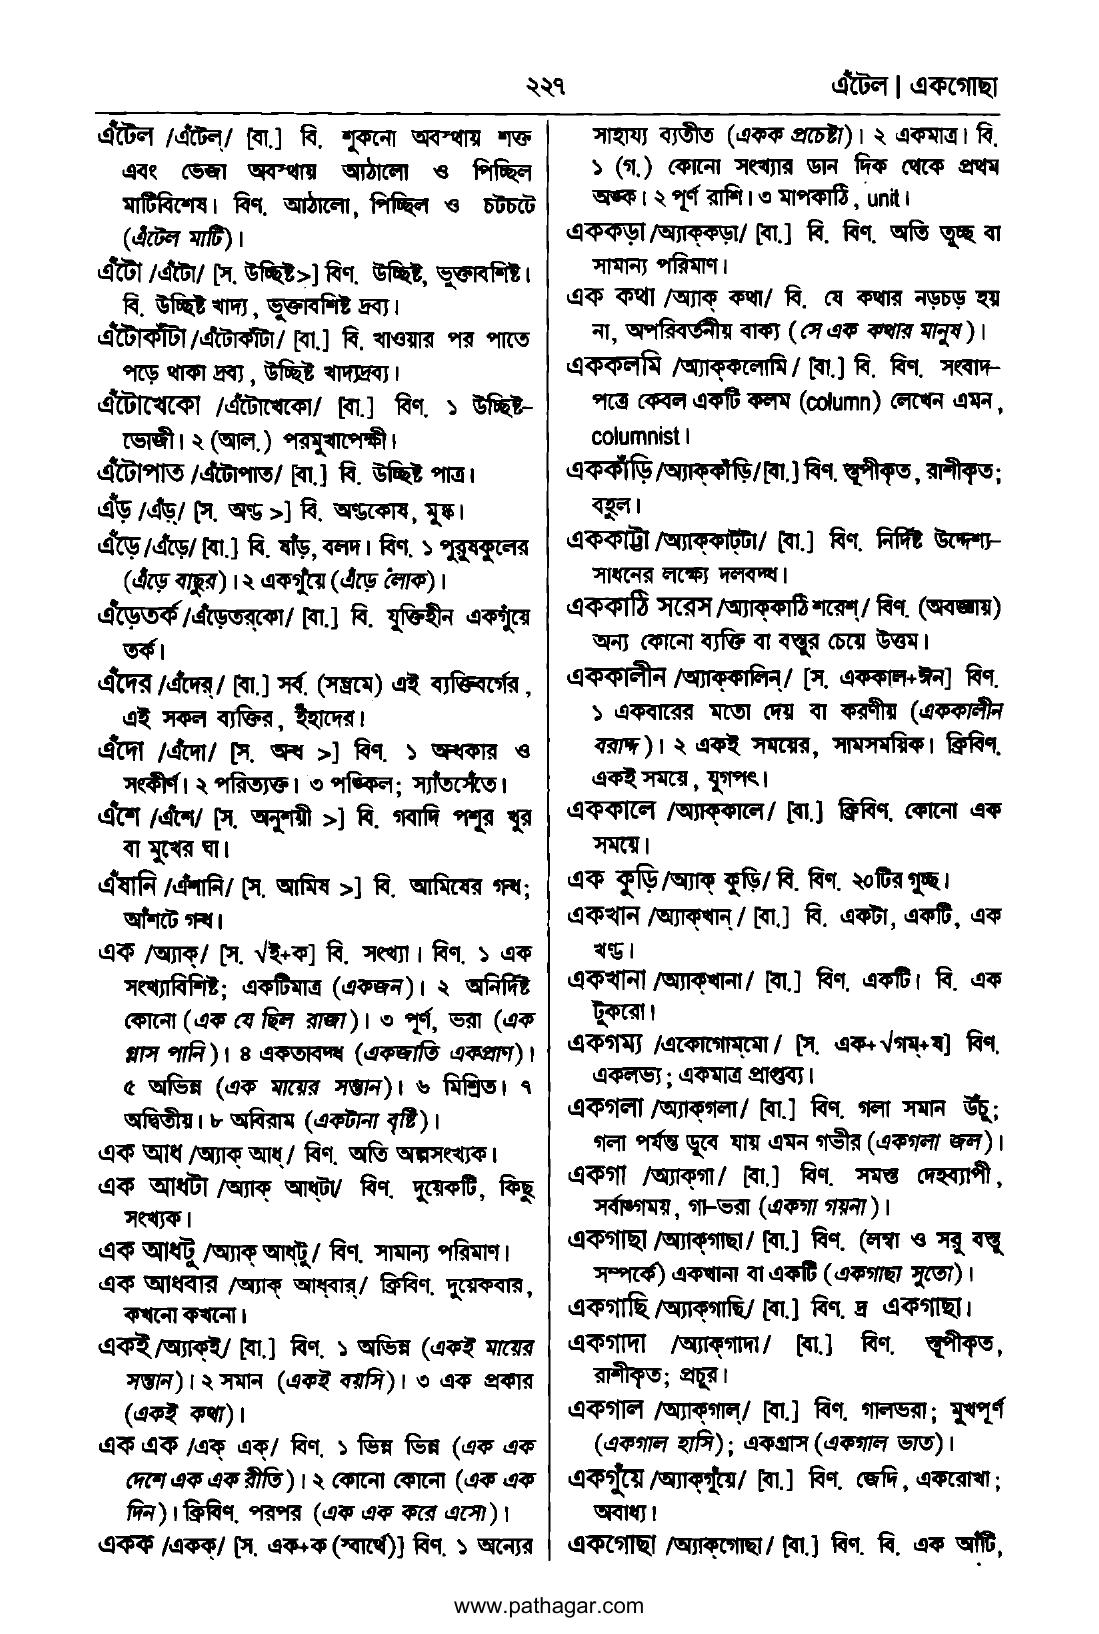 ২২৭
এঁটেল | একগোছা
এঁটেল /এঁটেল্/ [বা.] বি. শুকনো অবস্থায় শক্ত
এবং ভেজা অবস্থায় আঠালো ও পিচ্ছিল
মাটিবিশেষ। বিণ. আঠালো, পিচ্ছিল ও চটচটে
(এঁটেল মাটি)।
এঁটো /এঁটো/ [স. উচ্ছিষ্ট>] বিণ. উচ্ছিষ্ট, ভুক্তাবশিষ্ট।
বি. উচ্ছিষ্ট খাদ্য, ভুক্তাবশিষ্ট দ্রব্য।
এঁটোকাঁটা /এঁটোকাঁটা/ [বা.] বি. খাওয়ার পর পাতে
পড়ে থাকা দ্রব্য, উচ্ছিষ্ট খাদ্যদ্রব্য।
এঁটোখেকো /এঁটোখেকো/ [বা.] বিণ. ১ উচ্ছিষ্ট-
ভোজী। ২ (আল.) পরমুখাপেক্ষী।
এঁটোপাত /এঁটোপাত/ [বা.] বি. উচ্ছিষ্ট পাত্র।
এঁড় /এঁড়্/ [স. অণ্ড >] বি. অণ্ডকোষ, মুষ্ক।
এঁড়ে /এঁড়ে/ [বা.] বি. ষাঁড়, বলদ। বিণ. ১ পুরুষকুলের
(এঁড়ে বাছুর)। ২ একগুঁয়ে (এঁড়ে লোক)।
এঁড়েতর্ক /এঁড়েতর্‌কো/ [বা.] বি. যুক্তিহীন একগুঁয়ে
তর্ক।
এঁদের /এঁদের্/ [বা.] সর্ব. (সম্ভ্রমে) এই ব্যক্তিবর্গের,
এই সকল ব্যক্তির, ইঁহাদের।
এঁদো /এঁদো/ [স. অন্ধ >] বিণ. ১ অন্ধকার ও
সংকীর্ণ। ২ পরিত্যক্ত। ৩ পঙ্কিল; স্যাঁতসেঁতে।
এঁশে /এঁশে/ [স. অনুশয়ী >] বি. গবাদি পশুর খুর
বা মুখের ঘা।
এঁষানি /এঁশানি/ [স. আমিষ >] বি. আমিষের গন্ধ;
আঁশটে গন্ধ।
এক /অ্যাক্/ [স. √ই+ক] বি. সংখ্যা। বিণ. ১ এক
সংখ্যাবিশিষ্ট; একটিমাত্র (একজন)। ২ অনির্দিষ্ট
কোনো (এক যে ছিল রাজা)। ৩ পূর্ণ, ভরা (এক
গ্লাস পানি)। ৪ একতাবদ্ধ (একজাতি একপ্রাণ)।
৫ অভিন্ন (এক মায়ের সন্তান)। ৬ মিশ্রিত। ৭
অদ্বিতীয়। ৮ অবিরাম (একটানা বৃষ্টি)।
এক আধ /অ্যাক্ আধ্/ বিণ. অতি অল্পসংখ্যক।
এক আধটা /অ্যাক্ আধ্‌টা/ বিণ. দুয়েকটি, কিছু
সংখ্যক।
এক আধটু /অ্যাক্ আধ্‌টু/ বিণ. সামান্য পরিমাণ।
এক আধবার /অ্যাক্ আধ্‌বার্/ ক্রিবিণ. দুয়েকবার,
কখনো কখনো।
একই /অ্যাক্‌ই/ [বা.] বিণ. ১ অভিন্ন (একই মায়ের
সন্তান)। ২ সমান (একই বয়সি)। ৩ এক প্রকার
(একই কথা)।
এক এক /এক্ এক্/ বিণ. ১ ভিন্ন ভিন্ন (এক এক
দেশে এক এক রীতি)। ২ কোনো কোনো (এক এক
দিন)। ক্রিবিণ. পরপর (এক এক করে এসো)।
একক /একক্/ [স. এক+ক (স্বার্থে)] বিণ. ১ অন্যের
সাহায্য ব্যতীত (একক প্রচেষ্টা)। ২ একমাত্র। বি.
১ (গ.) কোনো সংখ্যার ডান দিক থেকে প্রথম
অঙ্ক। ২ পূর্ণ রাশি। ৩ মাপকাঠি, unit।
এককড়া /অ্যাক্‌কড়া/ [বা.] বি. বিণ. অতি তুচ্ছ বা
সামান্য পরিমাণ।
এক কথা /অ্যাক্ কথা/ বি. যে কথার নড়চড় হয়
না, অপরিবর্তনীয় বাক্য (সে এক কথার মানুষ)।
এককলমি /অ্যাক্‌কলোমি/ [বা.] বি. বিণ. সংবাদ-
পত্রে কেবল একটি কলম (column) লেখেন এমন,
columnist।
এককাঁড়ি /অ্যাক্‌কাঁড়ি/ [বা.] বিণ. স্তূপীকৃত, রাশীকৃত;
বহুল।
এককাট্টা /অ্যাক্‌কাট্‌টা/ [বা.] বিণ. নির্দিষ্ট উদ্দেশ্য-
সাধনের লক্ষ্যে দলবদ্ধ।
এককাঠি সরেস /অ্যাক্‌কাঠি শরেশ্/ বিণ. (অবজ্ঞায়)
অন্য কোনো ব্যক্তি বা বস্তুর চেয়ে উত্তম।
এককালীন /অ্যাক্‌কালিন্/ [স. এককাল+ঈন] বিণ.
১ একবারের মতো দেয় বা করণীয় (এককালীন
বরাদ্দ)। ২ একই সময়ের, সামসময়িক। ক্রিবিণ.
একই সময়ে, যুগপৎ।
এককালে /অ্যাক্‌কালে/ [বা.] ক্রিবিণ. কোনো এক
সময়ে।
এক কুড়ি /অ্যাক্ কুড়ি/ বি. বিণ. ২০টির গুচ্ছ।
একখান /অ্যাক্‌খান্/ [বা.] বি. একটা, একটি, এক
খণ্ড।
একখানা /অ্যাক্‌খানা/ [বা.] বিণ. একটি। বি. এক
টুকরো।
একগম্য /একোগোম্‌মো/ [স. এক+√গম্+য] বিণ.
একলভ্য; একমাত্র প্রাপ্তব্য।
একগলা /অ্যাক্‌গলা/ [বা.] বিণ. গলা সমান উঁচু;
গলা পর্যন্ত ডুবে যায় এমন গভীর (একগলা জল)।
একগা /অ্যাক্‌গা/ [বা.] বিণ. সমস্ত দেহব্যাপী,
সর্বাঙ্গময়, গা-ভরা (একগা গয়না)।
একগাছা /অ্যাক্‌গাছা/ [বা.] বিণ. (লম্বা ও সরু বস্তু
সম্পর্কে) একখানা বা একটি (একগাছা সুতো)।
একগাছি /অ্যাক্‌গাছি/ [বা.] বিণ. দ্র একগাছা।
একগাদা /অ্যাক্‌গাদা/ [বা.] বিণ. স্তূপীকৃত,
রাশীকৃত; প্রচুর।
একগাল /অ্যাক্‌গাল্/ [বা.] বিণ. গালভরা; মুখপূর্ণ
(একগাল হাসি); একগ্রাস (একগাল ভাত)।
একগুঁয়ে /অ্যাক্‌গুঁয়ে/ [বা.] বিণ. জেদি, একরোখা;
অবাধ্য।
একগোছা /অ্যাক্‌গোছা/ [বা.] বিণ. বি. এক আঁটি,
www.pathagar.com